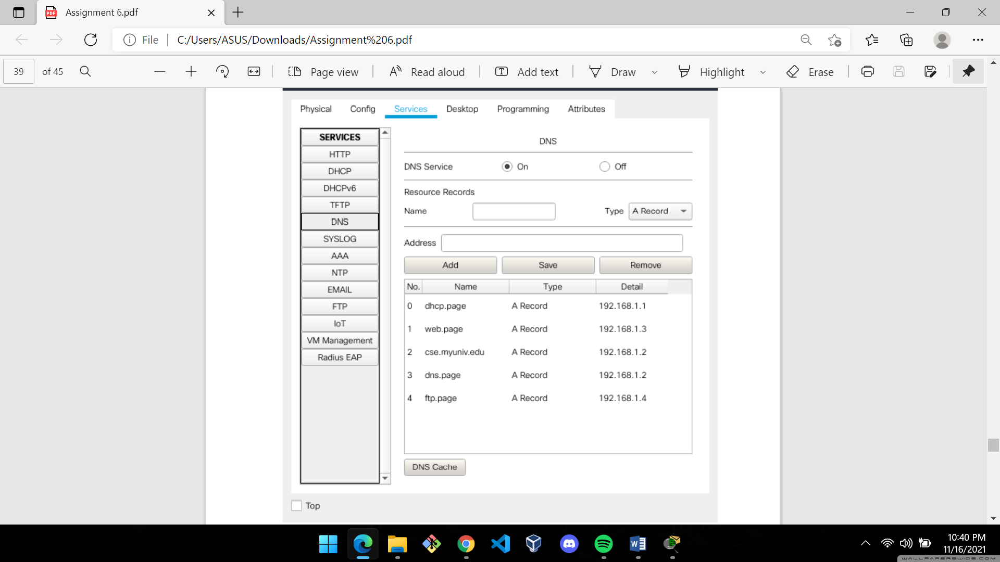 Assignment 6.pdf
File
C:/Users/ASUS/Downloads/Assignment%206.pdf
39 of 45
Page view
Read aloud
Add text
Draw
Highlight
Erase
Physical Config Services Desktop Programming Attributes
SERVICES
HTTP
DHCP
DHCPv6
TFTP
DNS
SYSLOG
AAA
NTP
EMAIL
FTP
IoT
VM Management
Radius EAP
DNS
DNS Service On Off
Resource Records
Name Type A Record
Address
Add Save Remove
No. Name Type Detail
0 dhcp.page A Record 192.168.1.1
1 web.page A Record 192.168.1.3
2 cse.myuniv.edu A Record 192.168.1.2
3 dns.page A Record 192.168.1.2
4 ftp.page A Record 192.168.1.4
DNS Cache
Top
10:40 PM
11/16/2021
WALLPAPERSWIDE.COM